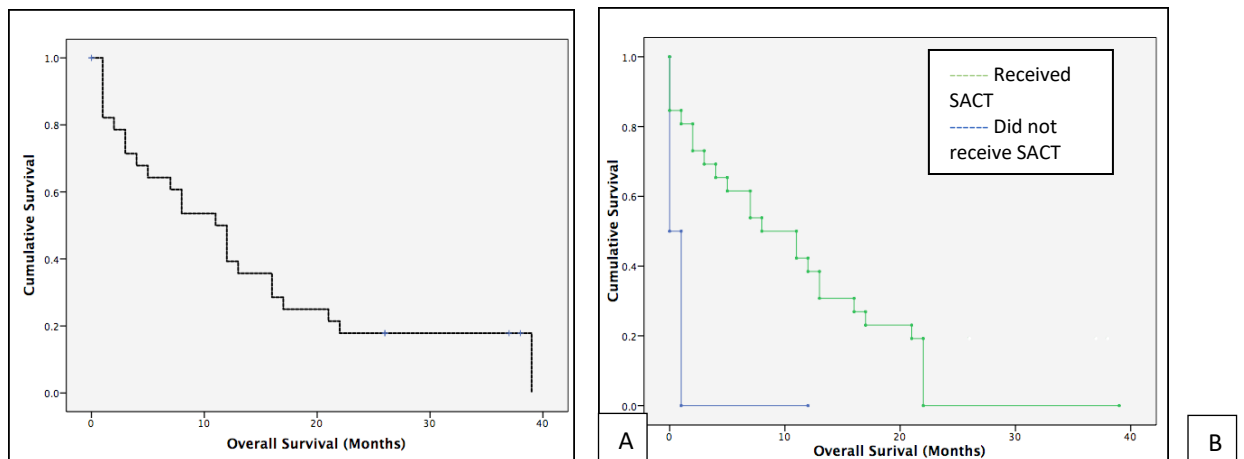 1.0
0.8
0.6
0.4
0.2
0.0
Cumulative Survival
0
10
20
30
40
Overall Survival (Months)
A
1.0
0.8
0.6
0.4
0.2
0.0
Cumulative Survival
0
10
20
30
40
Overall Survival (Months)
Received
SACT
Did not
receive SACT
B